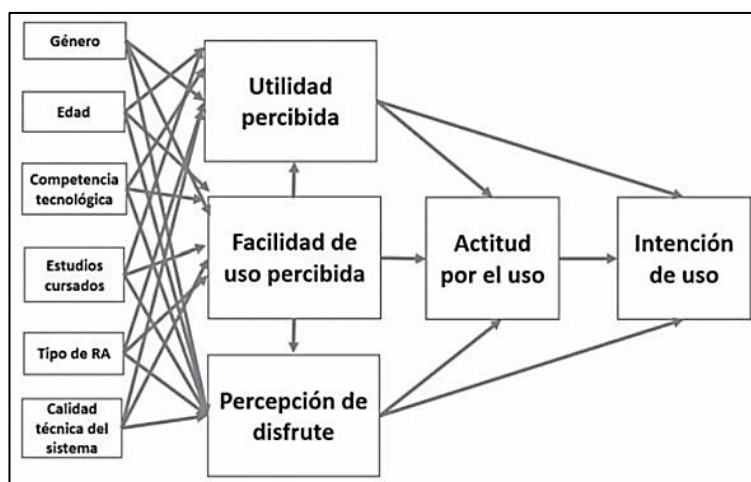 Género
Edad
Competencia
tecnológica
Estudios
cursados
Tipo de RA
Calidad
técnica del
sistema
Utilidad
percibida
Facilidad de
uso percibida
Percepción de
disfrute
Actitud
por el uso
Intención
de uso